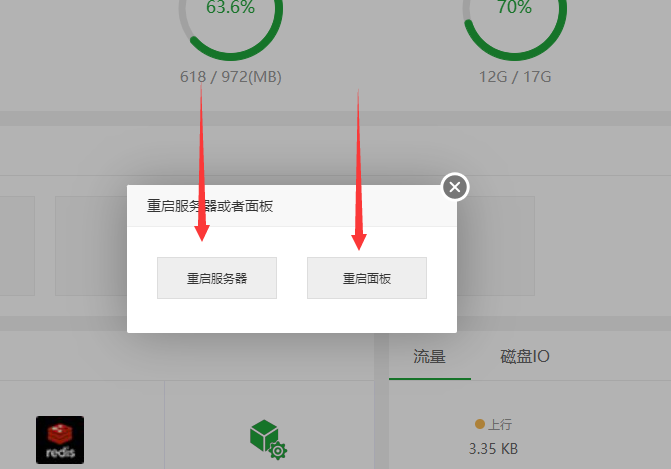 63.6%
70%
618 / 972(MB)
12G / 17G
重启服务器或者面板
重启服务器
重启面板
流量
磁盘IO
上行
3.35 KB
redis